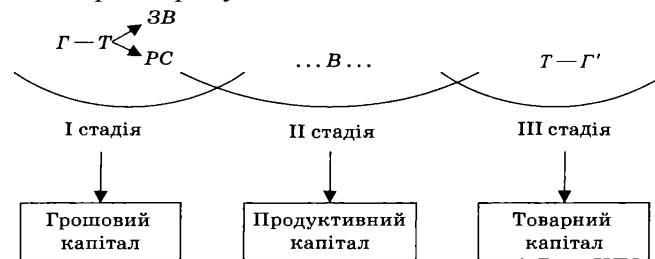 ЗВ
Г — Т
РС
...В...
Т — Г'
І стадія
ІІ стадія
ІІІ стадія
Грошовий
капітал
Продуктивний
капітал
Товарний
капітал